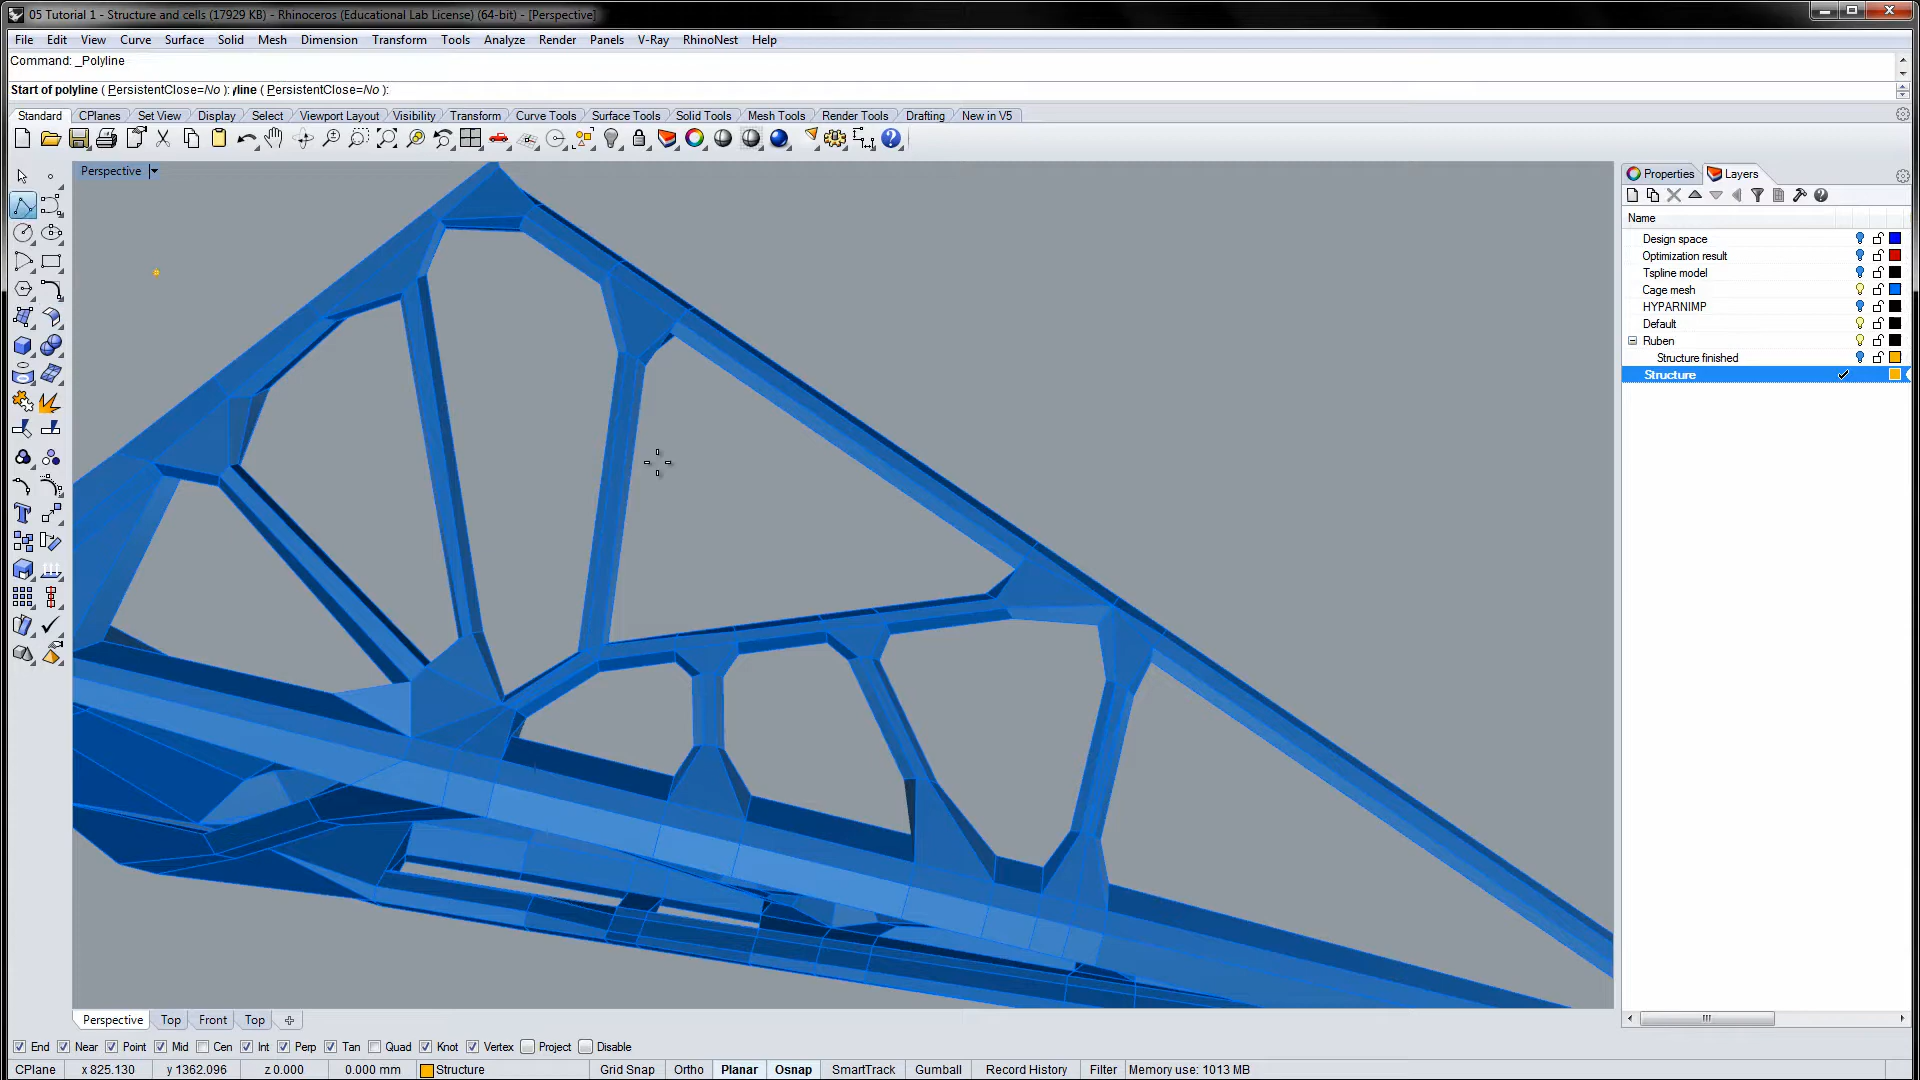 05 Tutorial 1 - Structure and cells (17929 KB) - Rhinoceros (Educational Lab License) (64-bit) - [Perspective]
File Edit View Curve Surface Solid Mesh Dimension Transform Tools Analyze Render Panels V-Ray RhinoNest Help
Command: _Polyline
Start of polyline ( PersistentClose=No ): yline ( PersistentClose=No ):
Standard CPlanes Set View Display Select Viewport Layout Visibility Transform Curve Tools Surface Tools Solid Tools Mesh Tools Render Tools Drafting New in V5
Perspective
Properties Layers
Name
Design space
Optimization result
Tspline model
Cage mesh
HYPARNIMP
Default
Ruben
Structure finished
Structure
Perspective Top Front Top
End Near Point Mid Cen Int Perp Tan Quad Knot Vertex Project Disable
CPlane x 825.130 y 1362.096 z 0.000 0.000 mm Structure Grid Snap Ortho Planar Osnap SmartTrack Gumball Record History Filter Memory use: 1013 MB